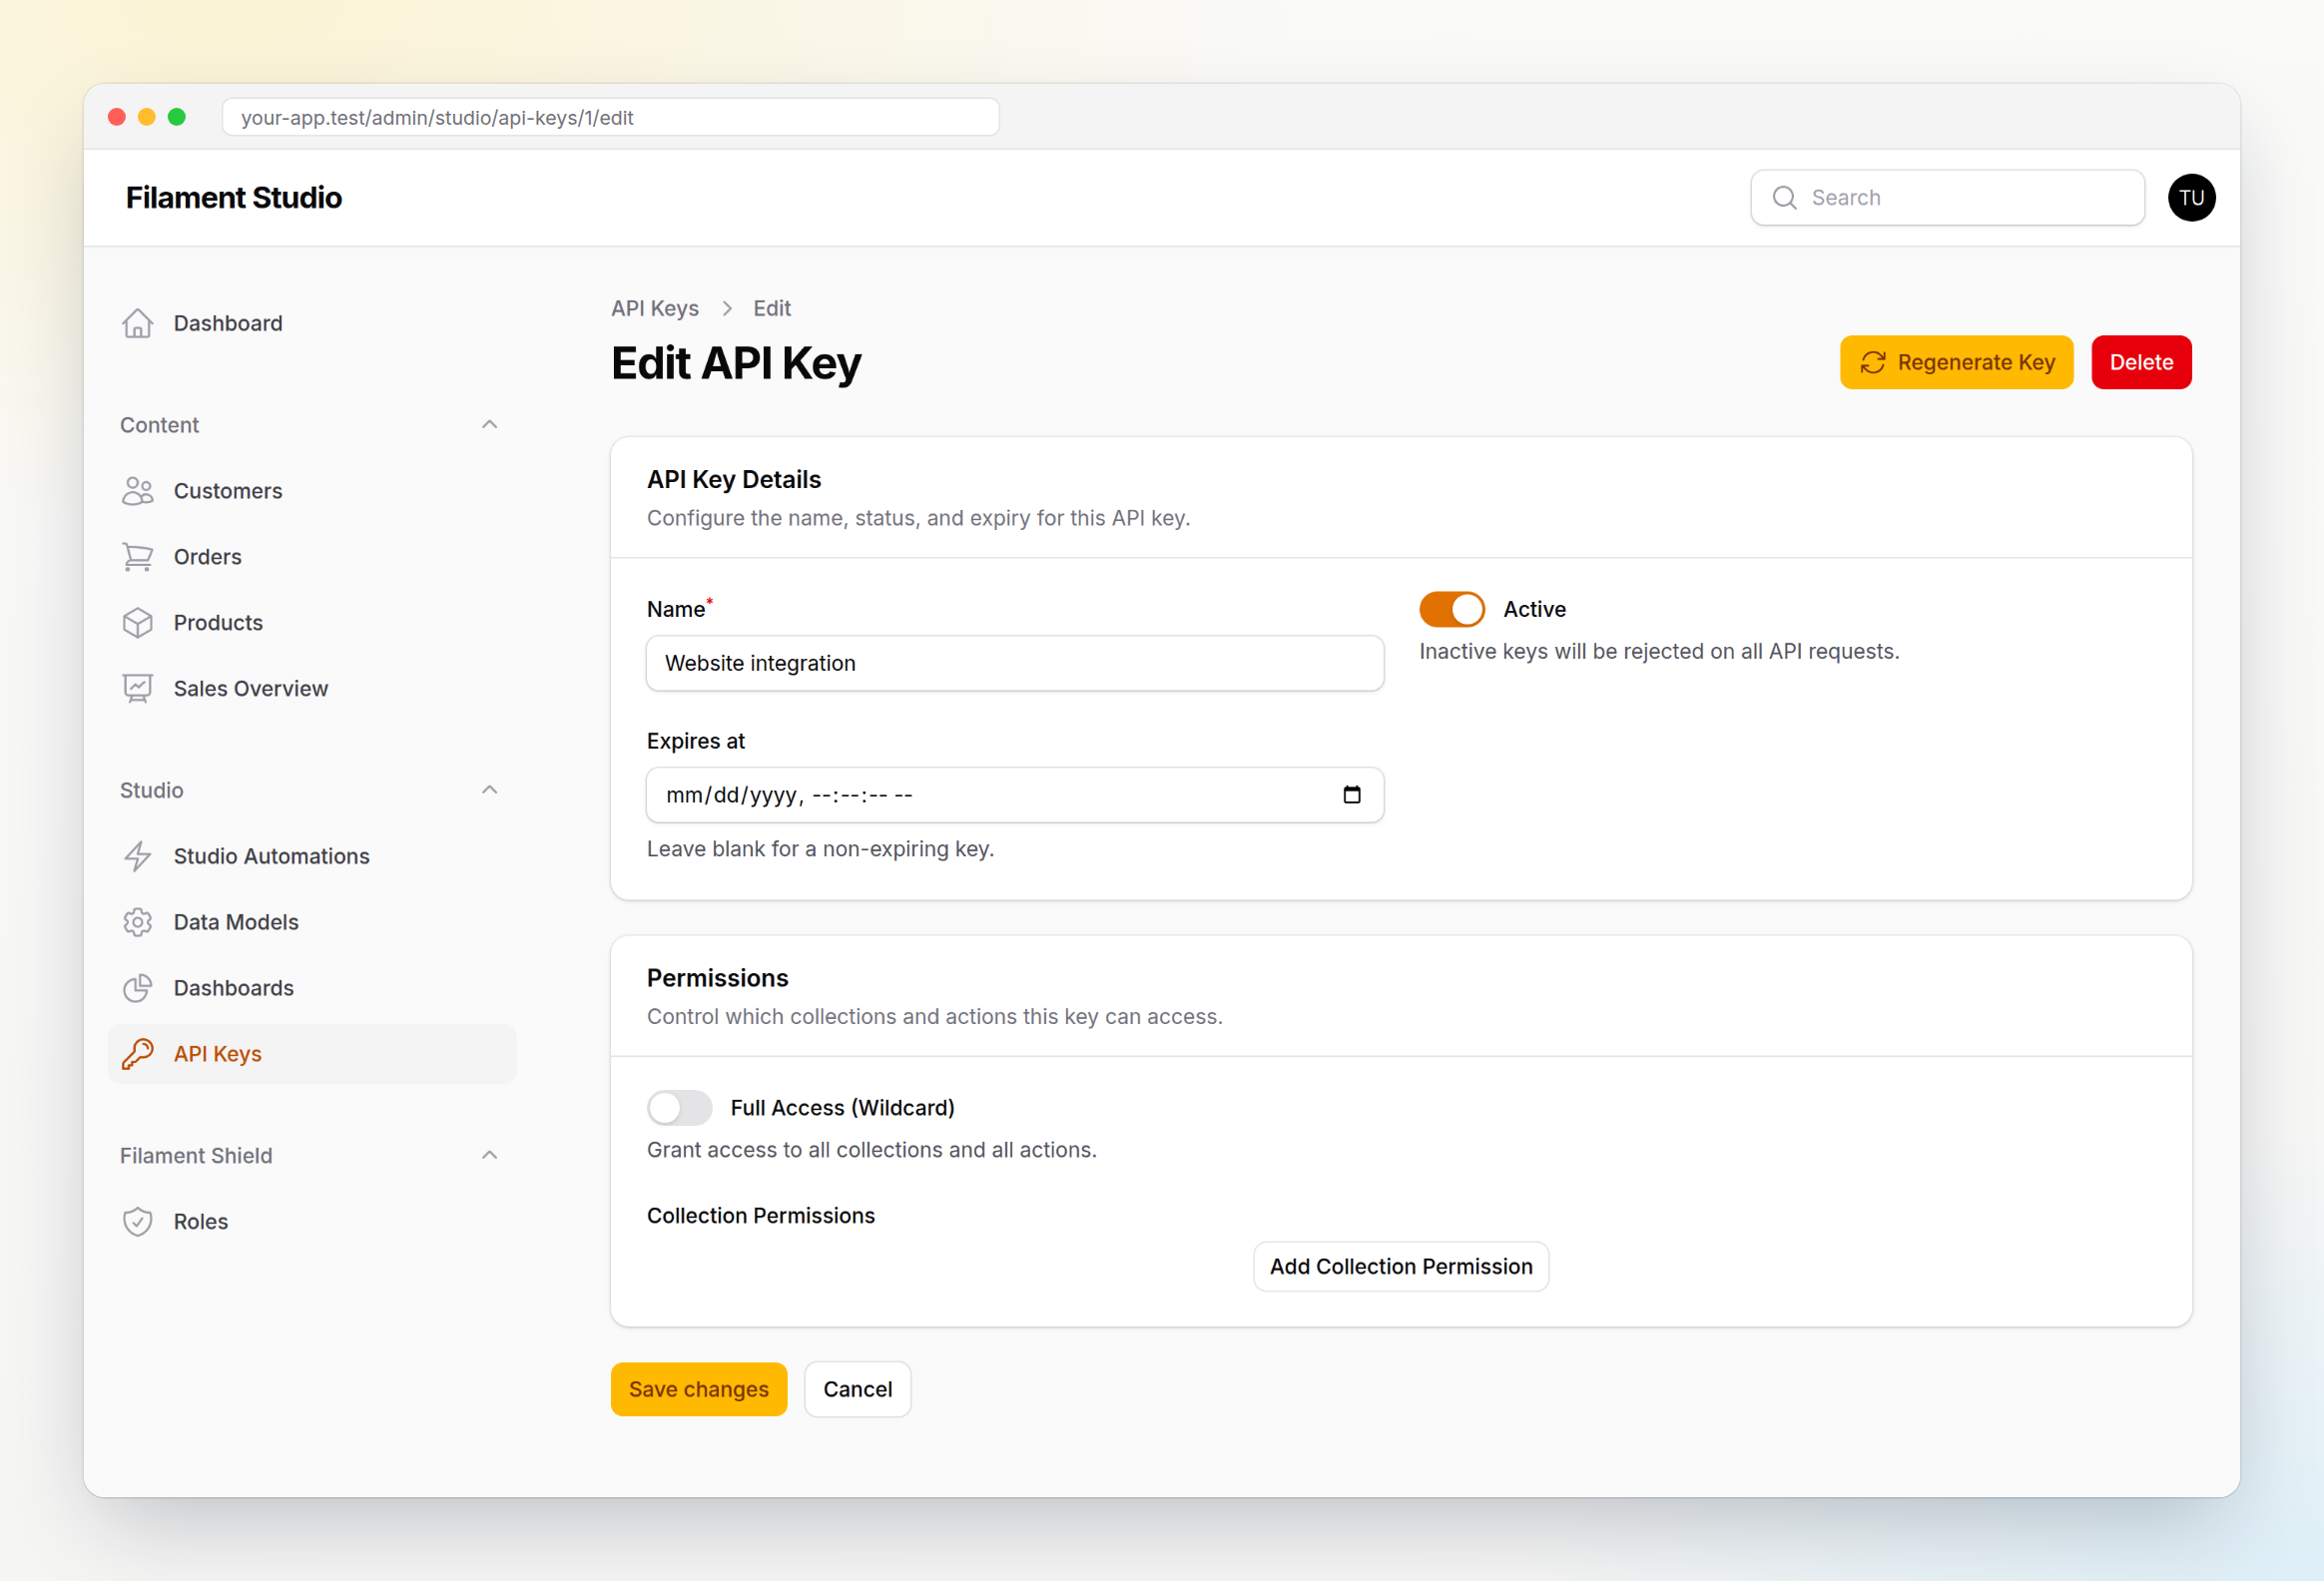 your-app.test/admin/studio/api-keys/1/edit
Filament Studio
Search
TU
Dashboard
Content
Customers
Orders
Products
Sales Overview
Studio
Studio Automations
Data Models
Dashboards
API Keys
Filament Shield
Roles
API Keys > Edit
Edit API Key
Regenerate Key
Delete
API Key Details
Configure the name, status, and expiry for this API key.
Name*
Website integration
Active
Inactive keys will be rejected on all API requests.
Expires at
mm/dd/yyyy, --:--:-- --
Leave blank for a non-expiring key.
Permissions
Control which collections and actions this key can access.
Full Access (Wildcard)
Grant access to all collections and all actions.
Collection Permissions
Add Collection Permission
Save changes
Cancel